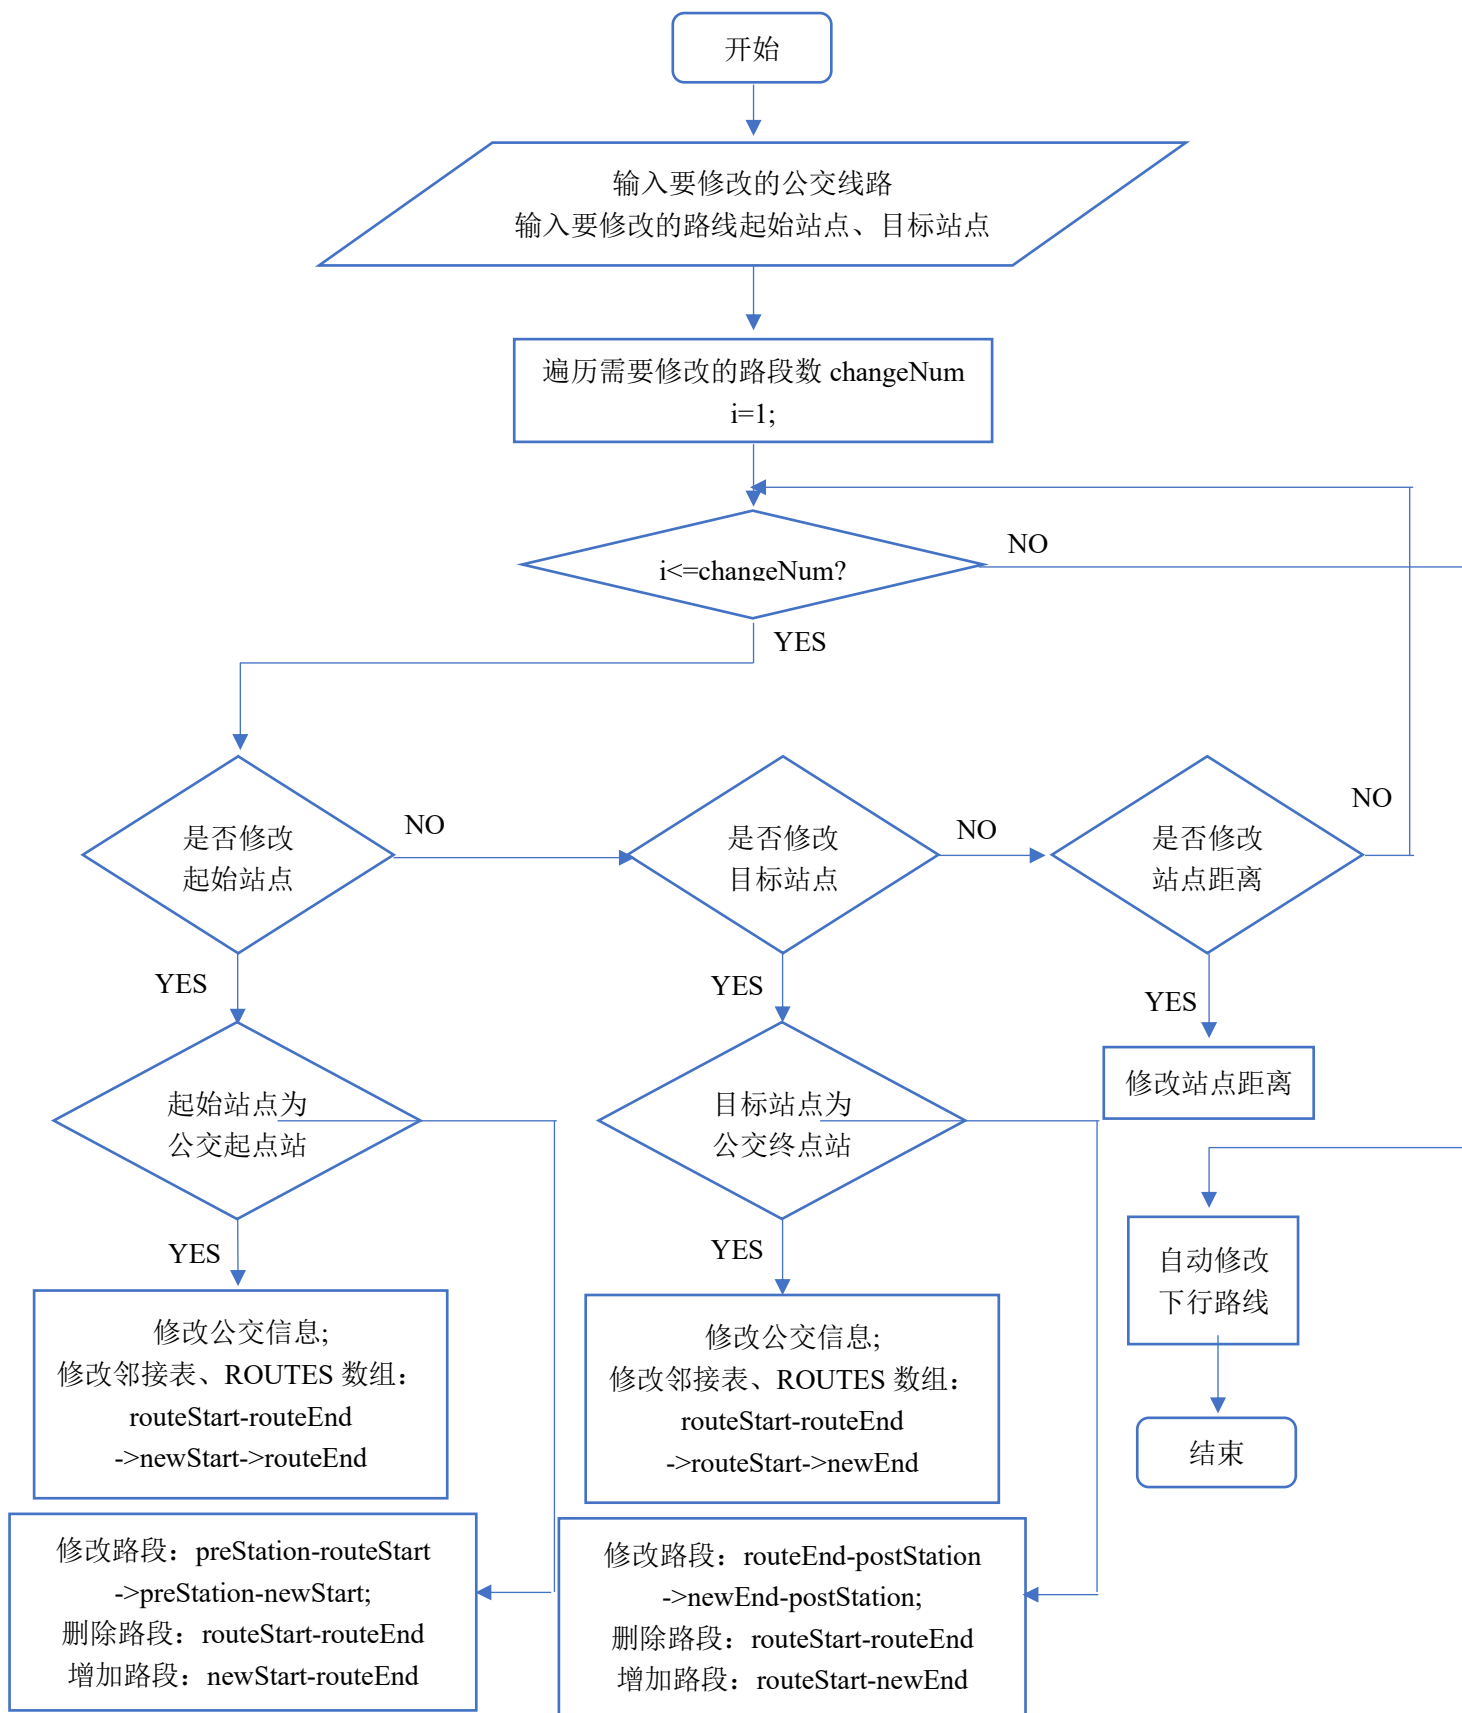 开始
输入要修改的公交线路
输入要修改的路线起始站点、目标站点
遍历需要修改的路段数 changeNum
i=1;
i<=changeNum?
NO
YES
是否修改
起始站点
NO
是否修改
目标站点
NO
是否修改
站点距离
NO
YES
YES
YES
起始站点为
公交起点站
目标站点为
公交终点站
修改站点距离
YES
YES
修改公交信息;
修改邻接表、ROUTES 数组：
routeStart-routeEnd
->newStart->routeEnd
修改公交信息;
修改邻接表、ROUTES 数组：
routeStart-routeEnd
->routeStart->newEnd
自动修改
下行路线
结束
修改路段：preStation-routeStart
->preStation-newStart;
删除路段：routeStart-routeEnd
增加路段：newStart-routeEnd
修改路段：routeEnd-postStation
->newEnd-postStation;
删除路段：routeStart-routeEnd
增加路段：routeStart-newEnd